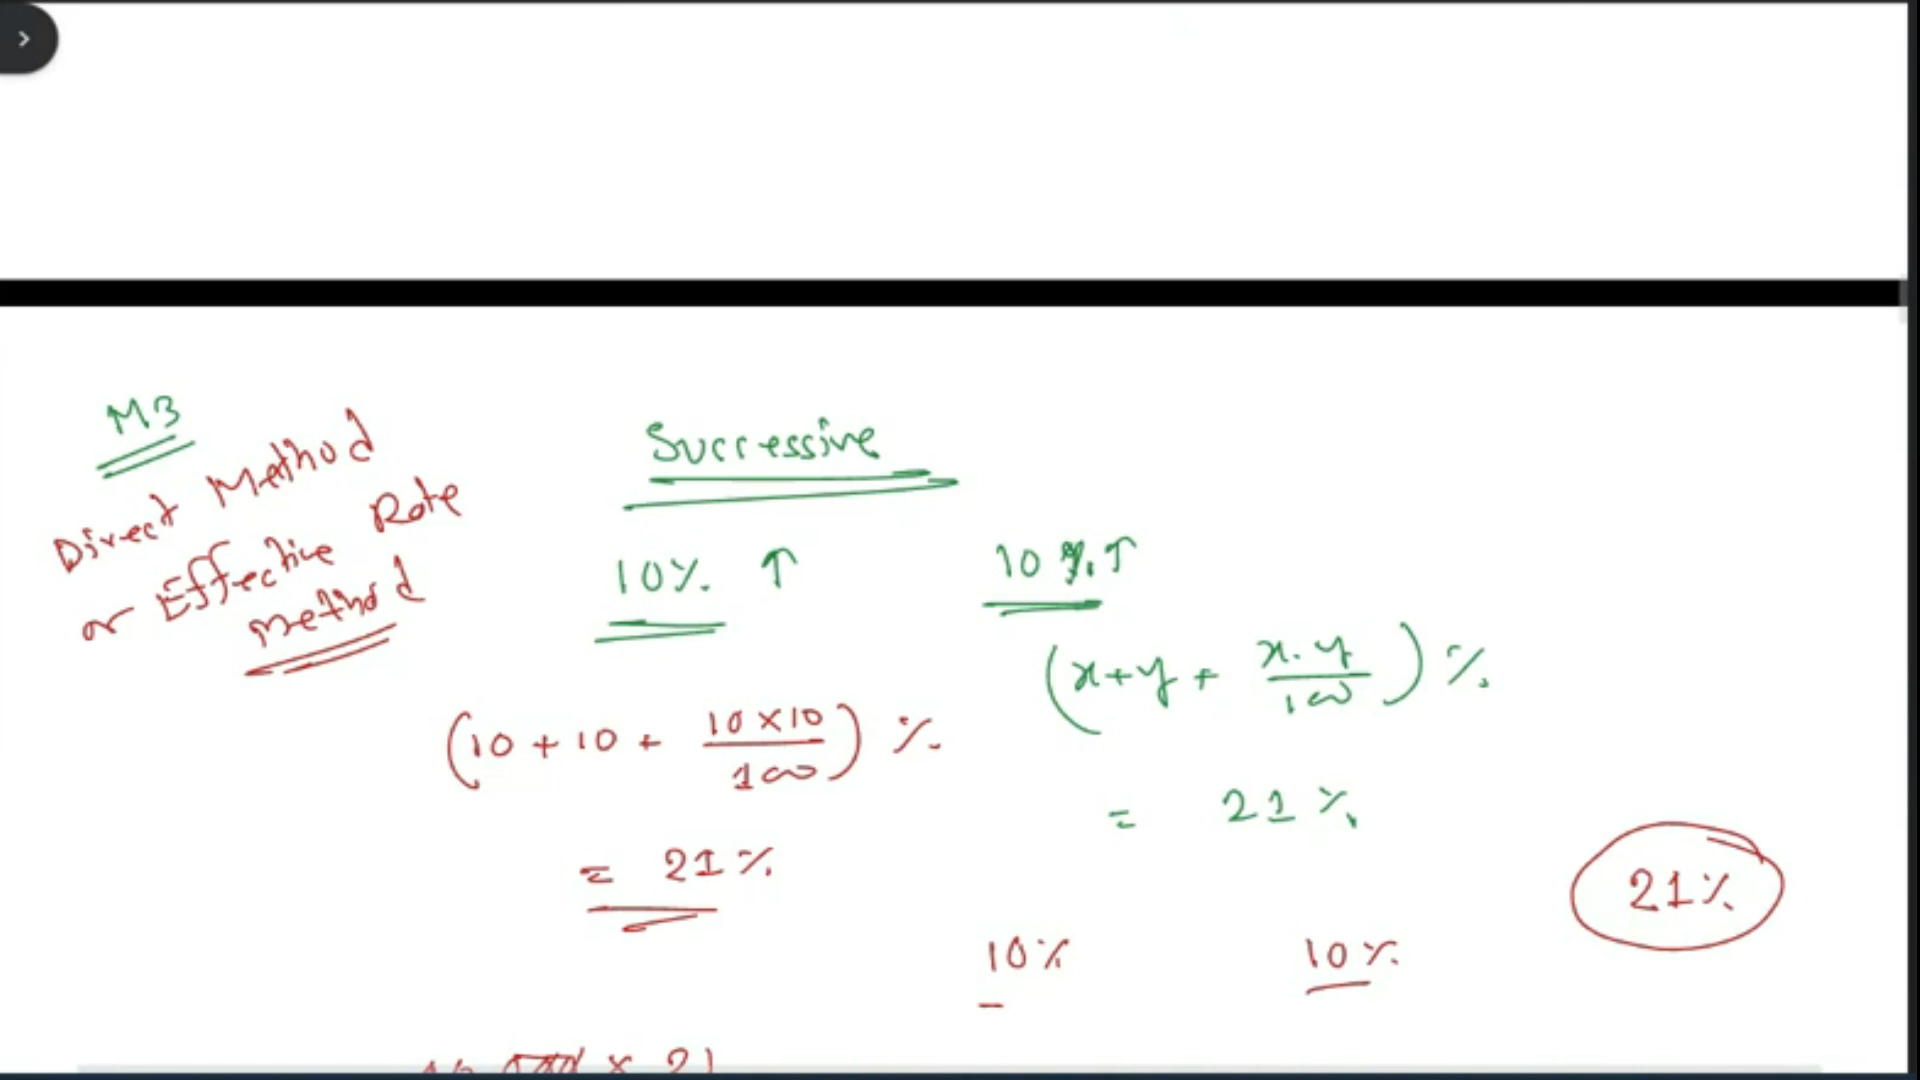 M3
Direct Method
or Effective Rate
method
Successive
10% ↑ 10%↑
(x+y+ x.y/100)%
(10+10+ 10×10/100)%
= 21%
= 21%
21%
10% 10%
× 21